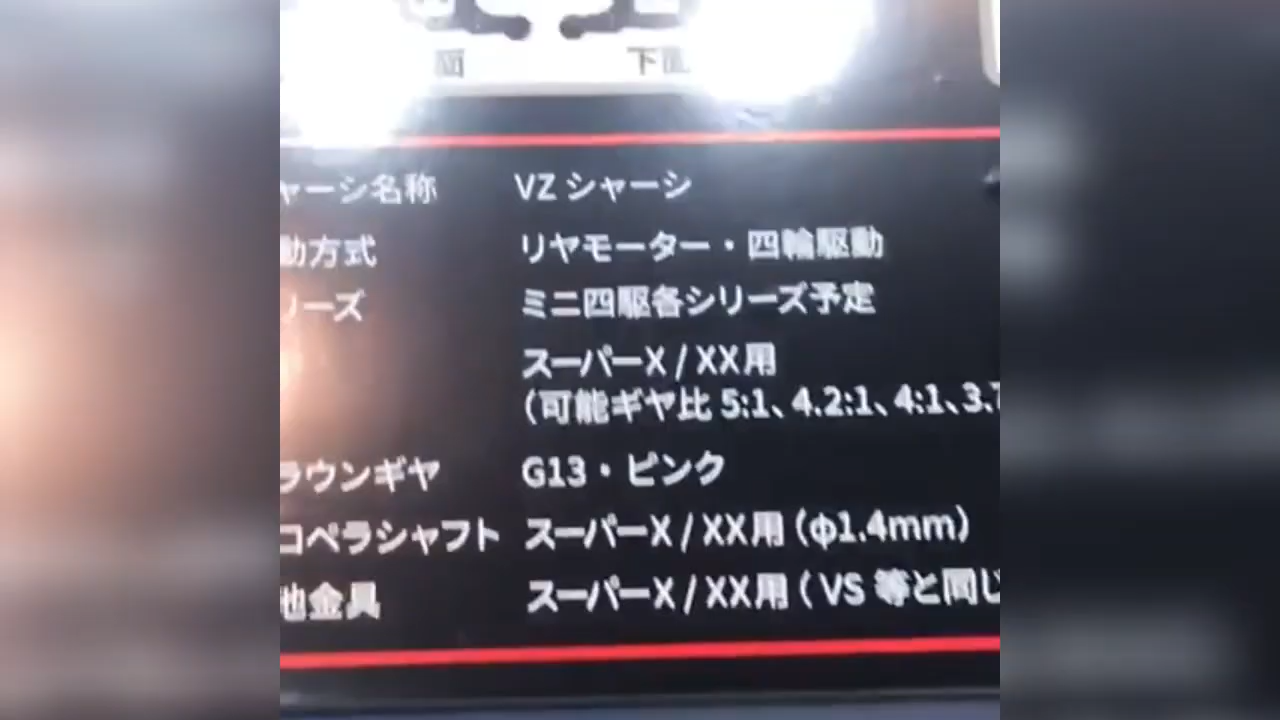 面 下面
ャーシ名称 VZ シャーシ
動方式 リヤモーター・四輪駆動
リーズ ミニ四駆各シリーズ予定
スーパーX / XX用
(可能ギヤ比 5:1、4.2:1、4:1、3.7
ラウンギヤ G13・ピンク
ロペラシャフト スーパーX / XX用 (φ1.4mm)
地金具 スーパーX / XX用 ( VS 等と同じ